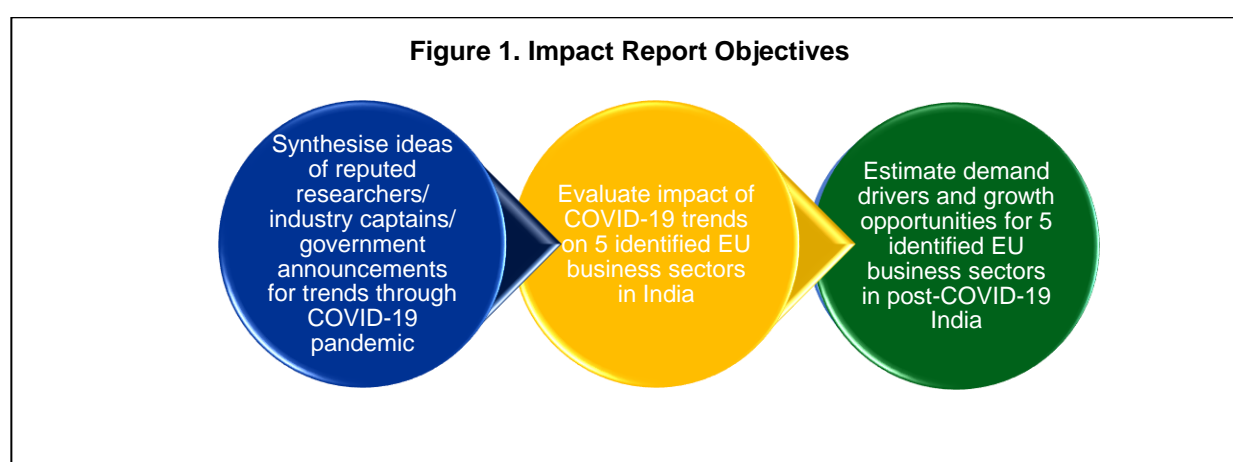 Figure 1. Impact Report Objectives
Synthesise ideas
of reputed
researchers/
industry captains/
government
announcements
for trends through
COVID-19
pandemic
Evaluate impact of
COVID-19 trends
on 5 identified EU
business sectors
in India
Estimate demand
drivers and growth
opportunities for 5
identified EU
business sectors
in post-COVID-19
India